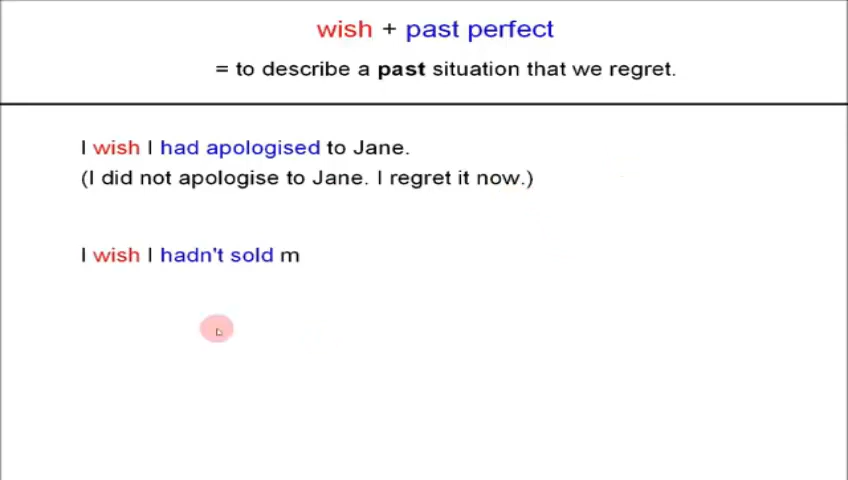 wish + past perfect
= to describe a past situation that we regret.
I wish I had apologised to Jane.
(I did not apologise to Jane. I regret it now.)
I wish I hadn't sold m